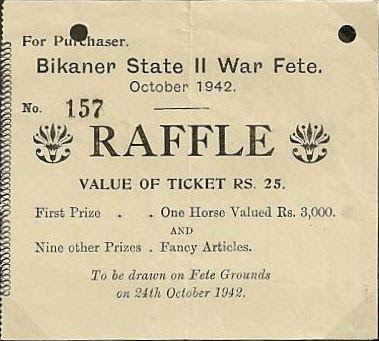 For Purchaser.
Bikaner State II War Fete.
October 1942.
No. 157
RAFFLE
VALUE OF TICKET RS. 25.
First Prize . . One Horse Valued Rs. 3,000.
AND
Nine other Prizes . Fancy Articles.
To be drawn on Fete Grounds
on 24th October 1942.